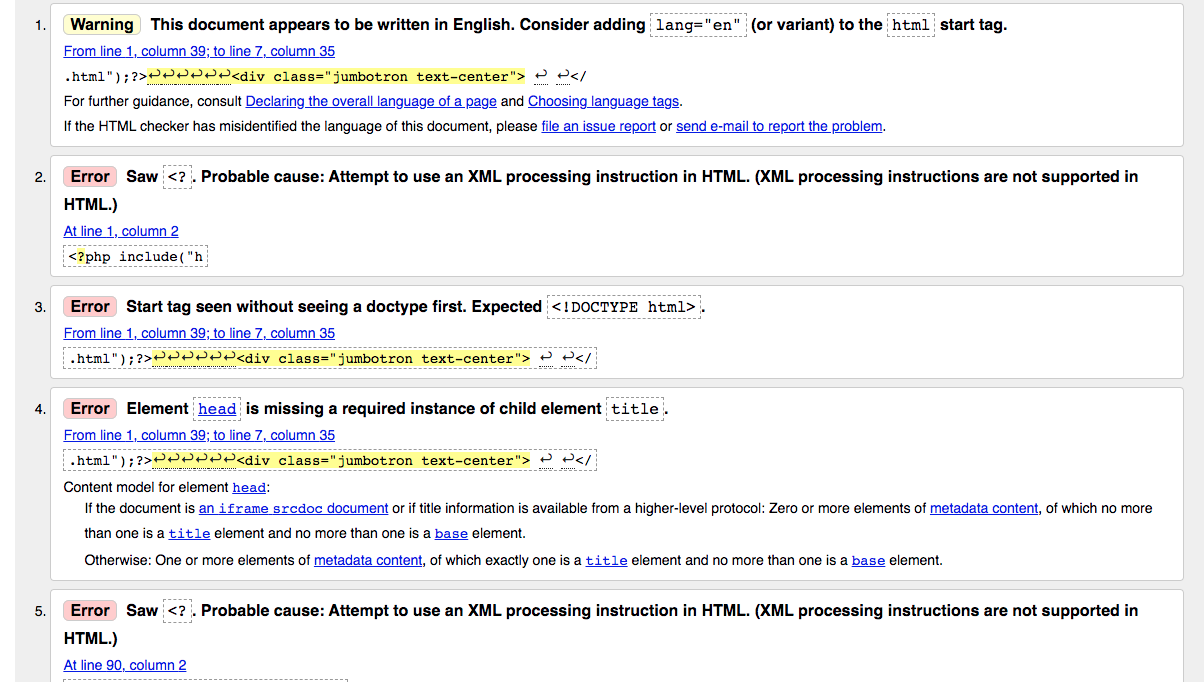 1. Warning This document appears to be written in English. Consider adding lang="en" (or variant) to the html start tag.
From line 1, column 39; to line 7, column 35
.html");?>↩↩↩↩↩↩<div class="jumbotron text-center"> ↩ ↩</
For further guidance, consult Declaring the overall language of a page and Choosing language tags.
If the HTML checker has misidentified the language of this document, please file an issue report or send e-mail to report the problem.
2. Error Saw <?. Probable cause: Attempt to use an XML processing instruction in HTML. (XML processing instructions are not supported in
HTML.)
At line 1, column 2
<?php include("h
3. Error Start tag seen without seeing a doctype first. Expected <!DOCTYPE html>.
From line 1, column 39; to line 7, column 35
.html");?>↩↩↩↩↩↩<div class="jumbotron text-center"> ↩ ↩</
4. Error Element head is missing a required instance of child element title.
From line 1, column 39; to line 7, column 35
.html");?>↩↩↩↩↩↩<div class="jumbotron text-center"> ↩ ↩</
Content model for element head:
If the document is an iframe srcdoc document or if title information is available from a higher-level protocol: Zero or more elements of metadata content, of which no more
than one is a title element and no more than one is a base element.
Otherwise: One or more elements of metadata content, of which exactly one is a title element and no more than one is a base element.
5. Error Saw <?. Probable cause: Attempt to use an XML processing instruction in HTML. (XML processing instructions are not supported in
HTML.)
At line 90, column 2